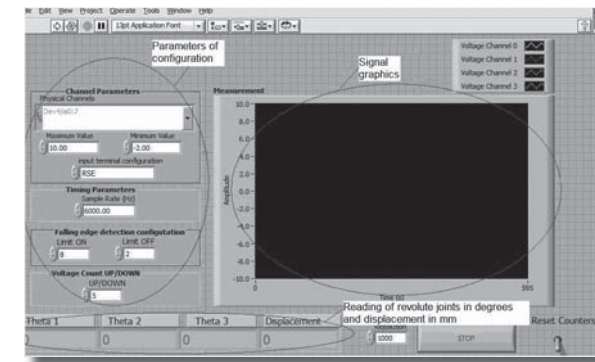 Edit View Project Operate Tools Window Help
13pt Application Font
Parameters of
configuration
Signal
graphics
Voltage Channel 0
Voltage Channel 1
Voltage Channel 2
Voltage Channel 3
Channel Parameters
Physical Channels
Measurement
Maximum Value
Minimum Value
10.00
-2.00
input terminal configuration
RSE
Timing Parameters
Sample Rate (Hz)
6000.00
Falling edge detection configutation
Limit ON
Limit OFF
8
2
Voltage Count UP/DOWN
UP/DOWN
5
Amplitude
10.0
8.0
6.0
4.0
2.0
0.0
-2.0
-4.0
-6.0
-8.0
-10.0
0
595
Time (s)
Reading of revolute joints in degrees
and displacement in mm
Theta 1
Theta 2
Theta 3
Displacement
0
0
0
1000
STOP
Reset Counters